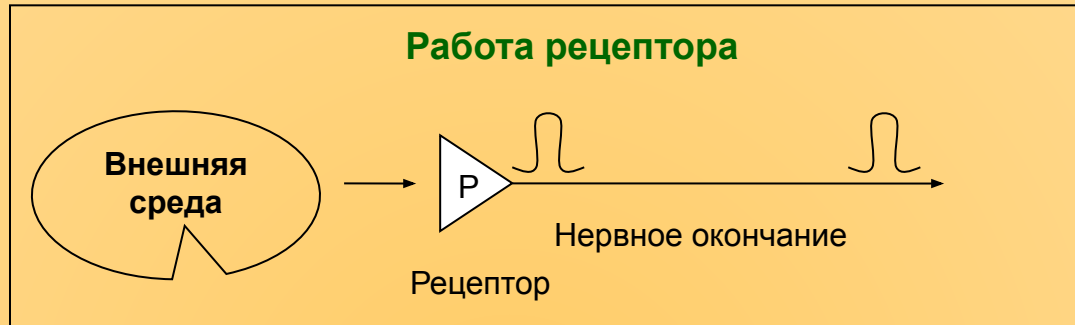 Работа рецептора
Внешняя
среда
Р
Нервное окончание
Рецептор